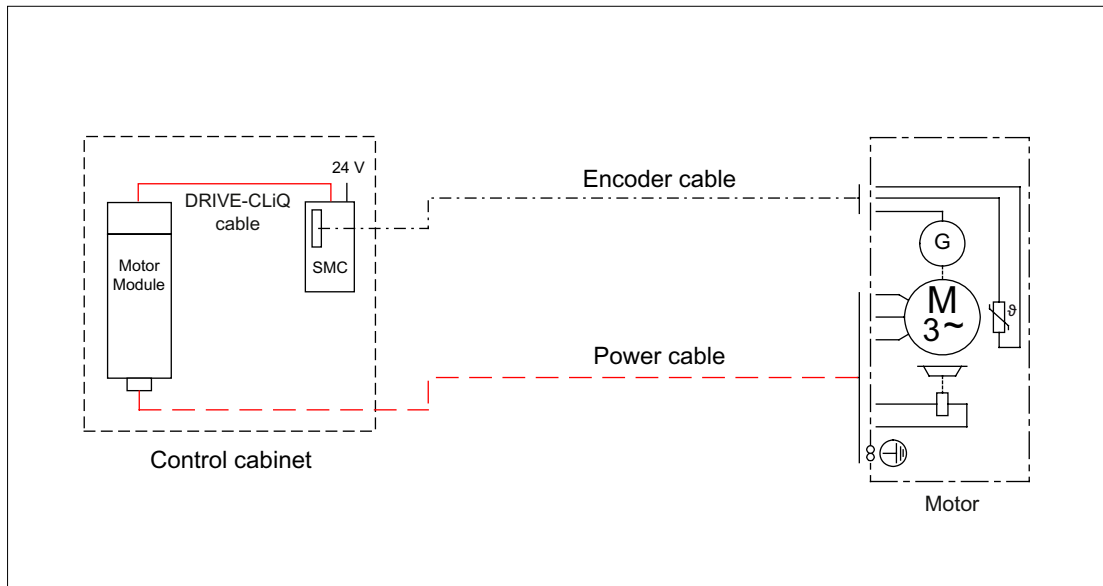 24 V
DRIVE-CLiQ
cable
Motor
Module
SMC
Control cabinet
Encoder cable
Power cable
G
M
3~
ϑ
Motor